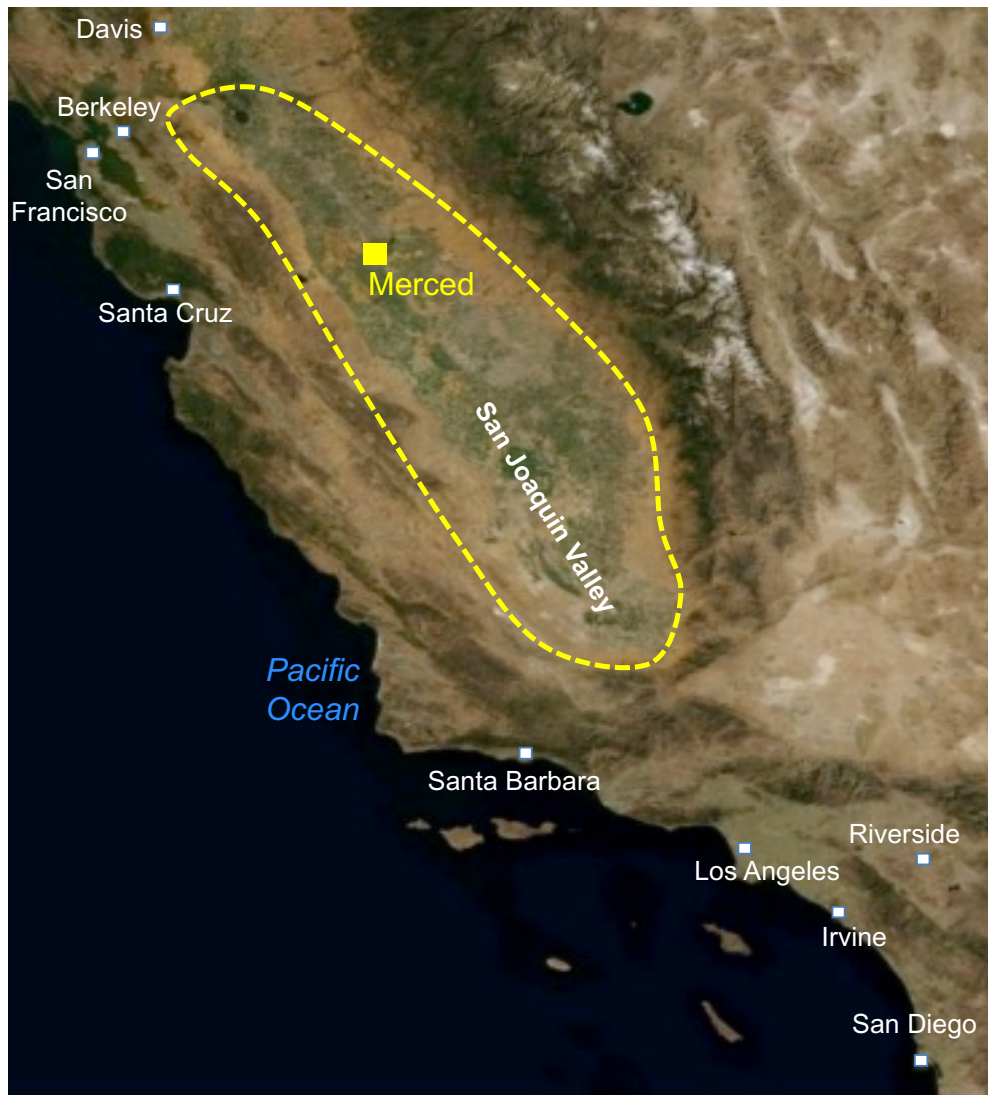 Davis
Berkeley
San
Francisco
Merced
Santa Cruz
San Joaquin Valley
Pacific
Ocean
Santa Barbara
Riverside
Los Angeles
Irvine
San Diego